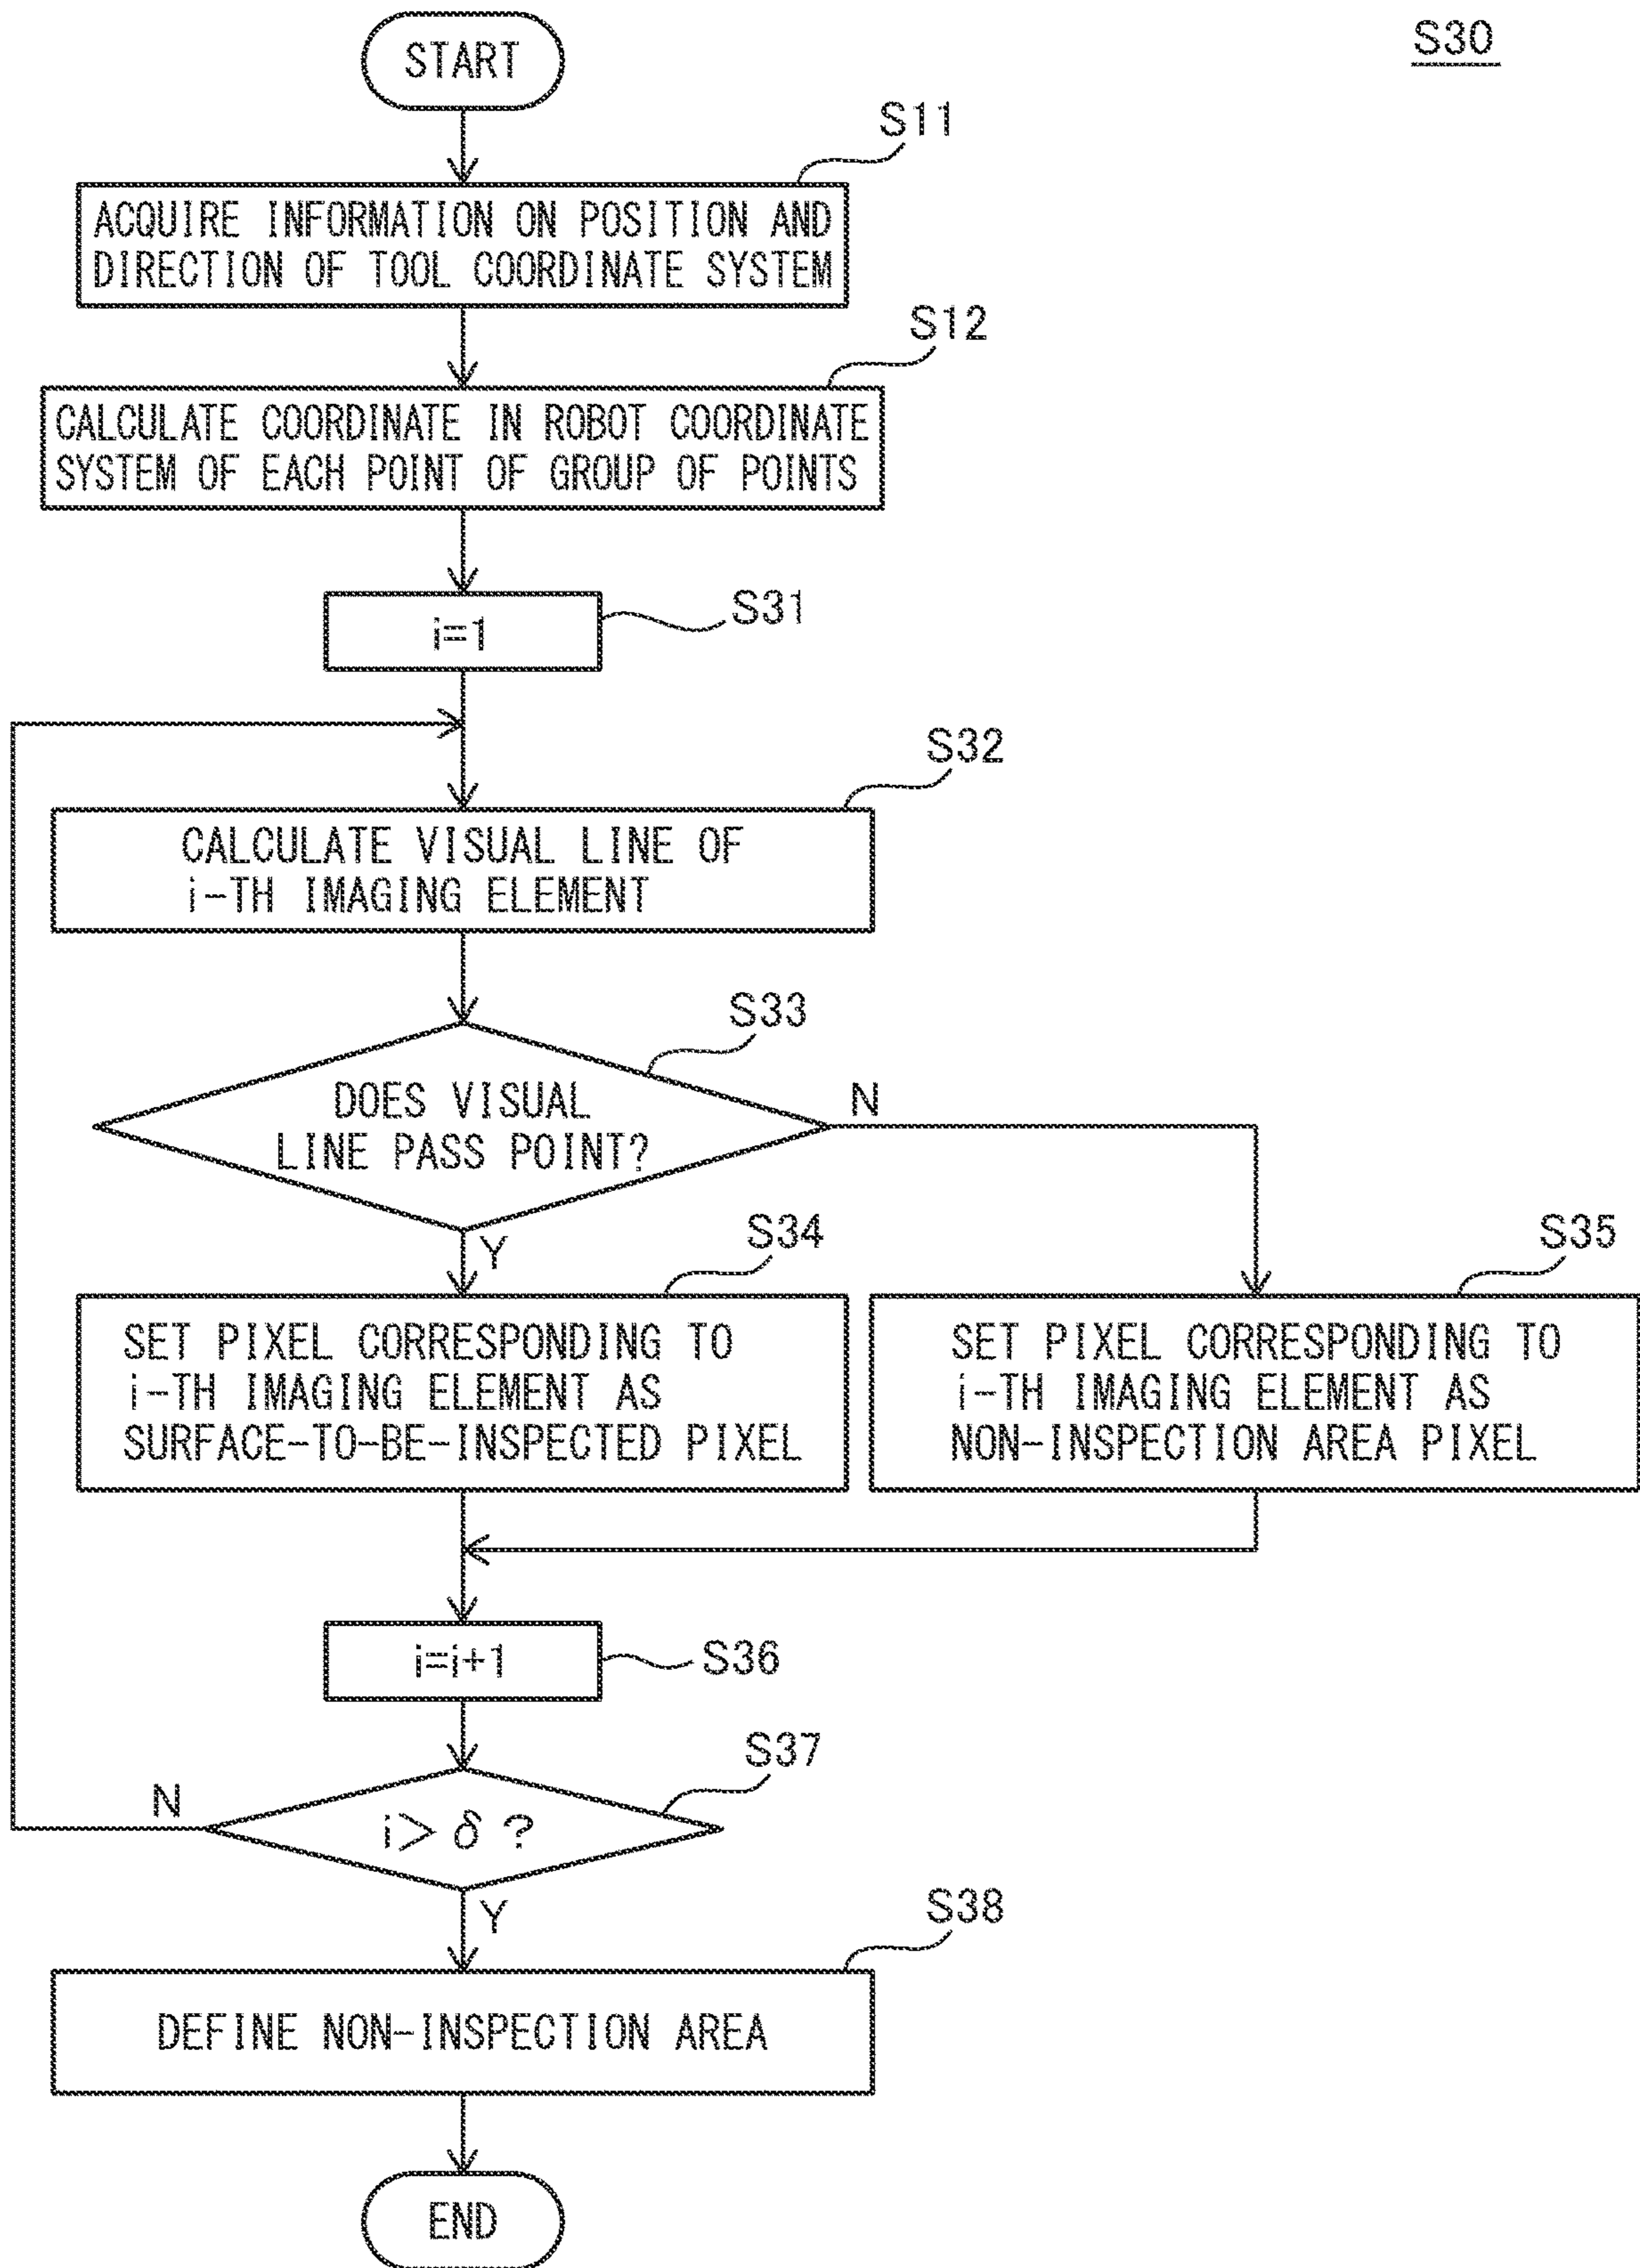 S30
START
S11
ACQUIRE INFORMATION ON POSITION AND
DIRECTION OF TOOL COORDINATE SYSTEM
S12
CALCULATE COORDINATE IN ROBOT COORDINATE
SYSTEM OF EACH POINT OF GROUP OF POINTS
S31
i=1
S32
CALCULATE VISUAL LINE OF
i-TH IMAGING ELEMENT
S33
DOES VISUAL
LINE PASS POINT?
N
Y
S34
SET PIXEL CORRESPONDING TO
i-TH IMAGING ELEMENT AS
SURFACE-TO-BE-INSPECTED PIXEL
S35
SET PIXEL CORRESPONDING TO
i-TH IMAGING ELEMENT AS
NON-INSPECTION AREA PIXEL
i=i+1
S36
S37
N
i> δ ?
Y
S38
DEFINE NON-INSPECTION AREA
END